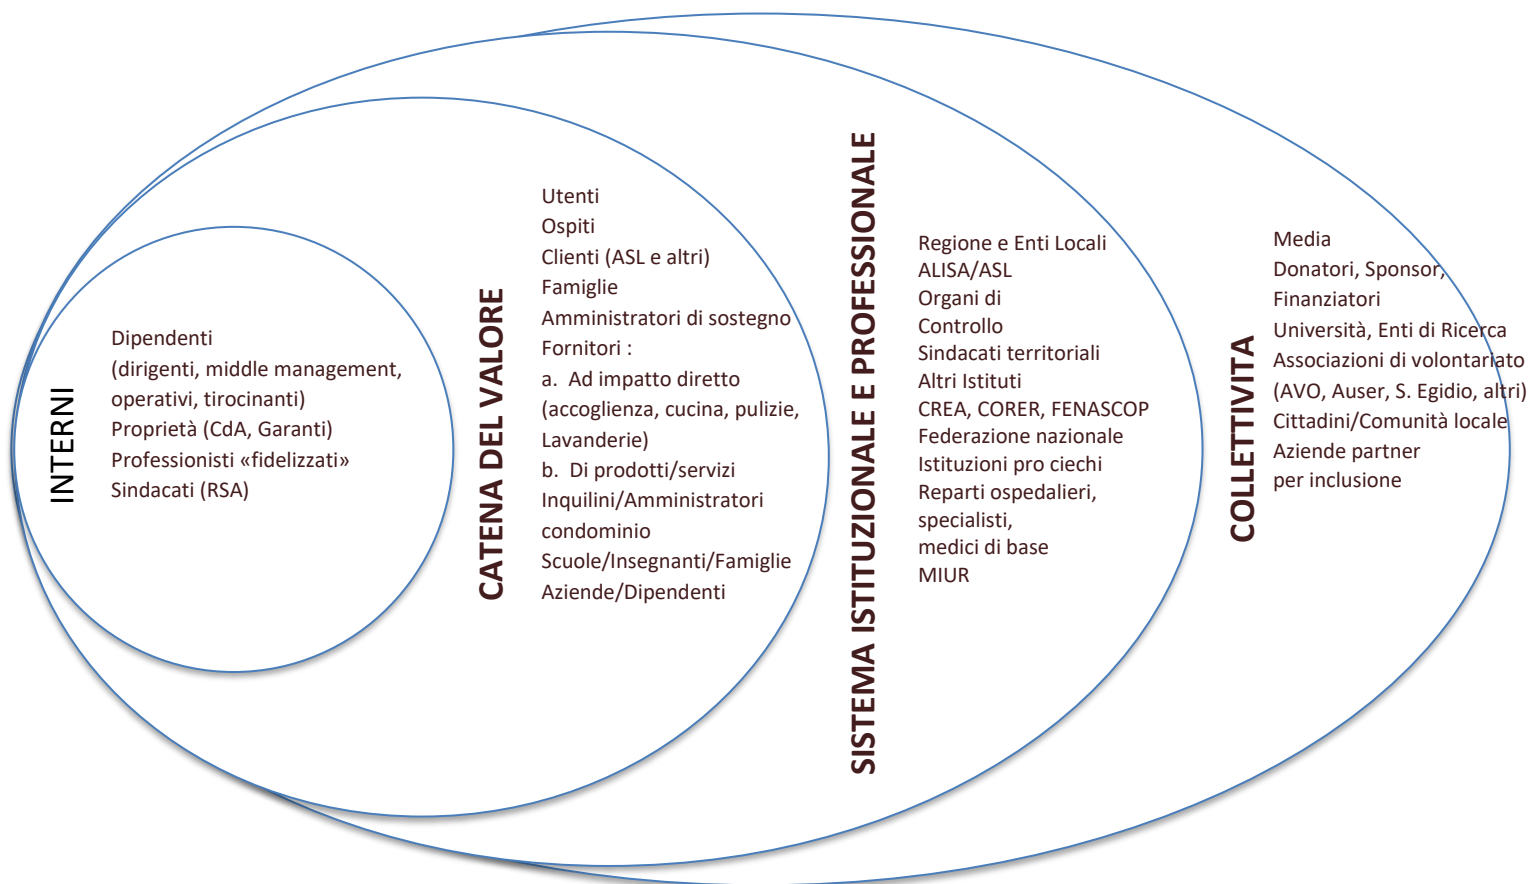 INTERNI
Dipendenti
(dirigenti, middle management,
operativi, tirocinanti)
Proprietà (CdA, Garanti)
Professionisti «fidelizzati»
Sindacati (RSA)
CATENA DEL VALORE
Utenti
Ospiti
Clienti (ASL e altri)
Famiglie
Amministratori di sostegno
Fornitori :
a. Ad impatto diretto
(accoglienza, cucina, pulizie,
Lavanderie)
b. Di prodotti/servizi
Inquilini/Amministratori
condominio
Scuole/Insegnanti/Famiglie
Aziende/Dipendenti
SISTEMA ISTITUZIONALE E PROFESSIONALE
Regione e Enti Locali
ALISA/ASL
Organi di
Controllo
Sindacati territoriali
Altri Istituti
CREA, CORER, FENASCOP
Federazione nazionale
Istituzioni pro ciechi
Reparti ospedalieri,
specialisti,
medici di base
MIUR
COLLETTIVITA
Media
Donatori, Sponsor,
Finanziatori
Università, Enti di Ricerca
Associazioni di volontariato
(AVO, Auser, S. Egidio, altri)
Cittadini/Comunità locale
Aziende partner
per inclusione